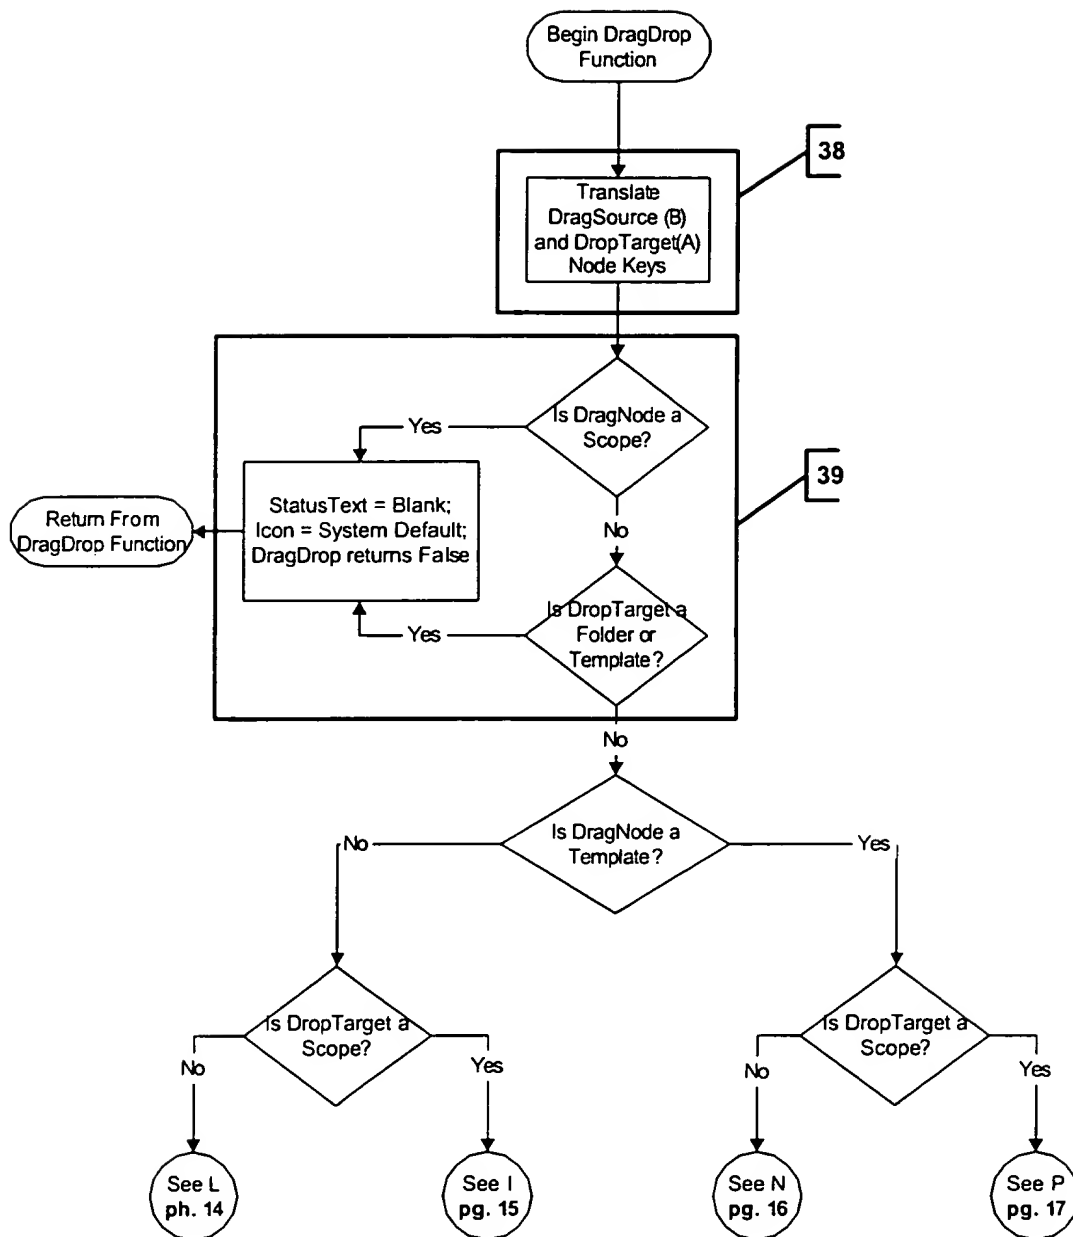 Begin DragDrop
Function
38
Translate
DragSource (B)
and DropTarget(A)
Node Keys
Is DragNode a
Scope?
Yes
39
StatusText = Blank;
Icon = System Default;
DragDrop returns False
Return From
DragDrop Function
No
Is DropTarget a
Folder or
Template?
Yes
No
Is DragNode a
Template?
No
Yes
Is DropTarget a
Scope?
Is DropTarget a
Scope?
No
Yes
No
Yes
See L
ph. 14
See I
pg. 15
See N
pg. 16
See P
pg. 17